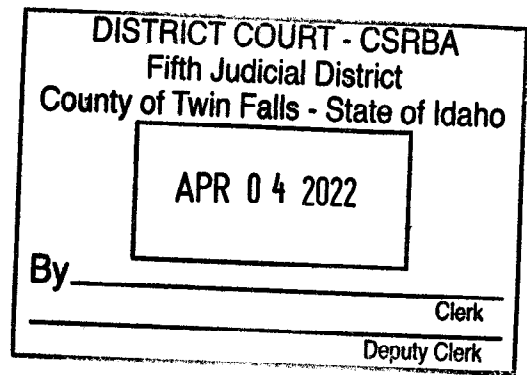 DISTRICT COURT - CSRBA
Fifth Judicial District
County of Twin Falls - State of Idaho
APR 04 2022
By
Clerk
Deputy Clerk